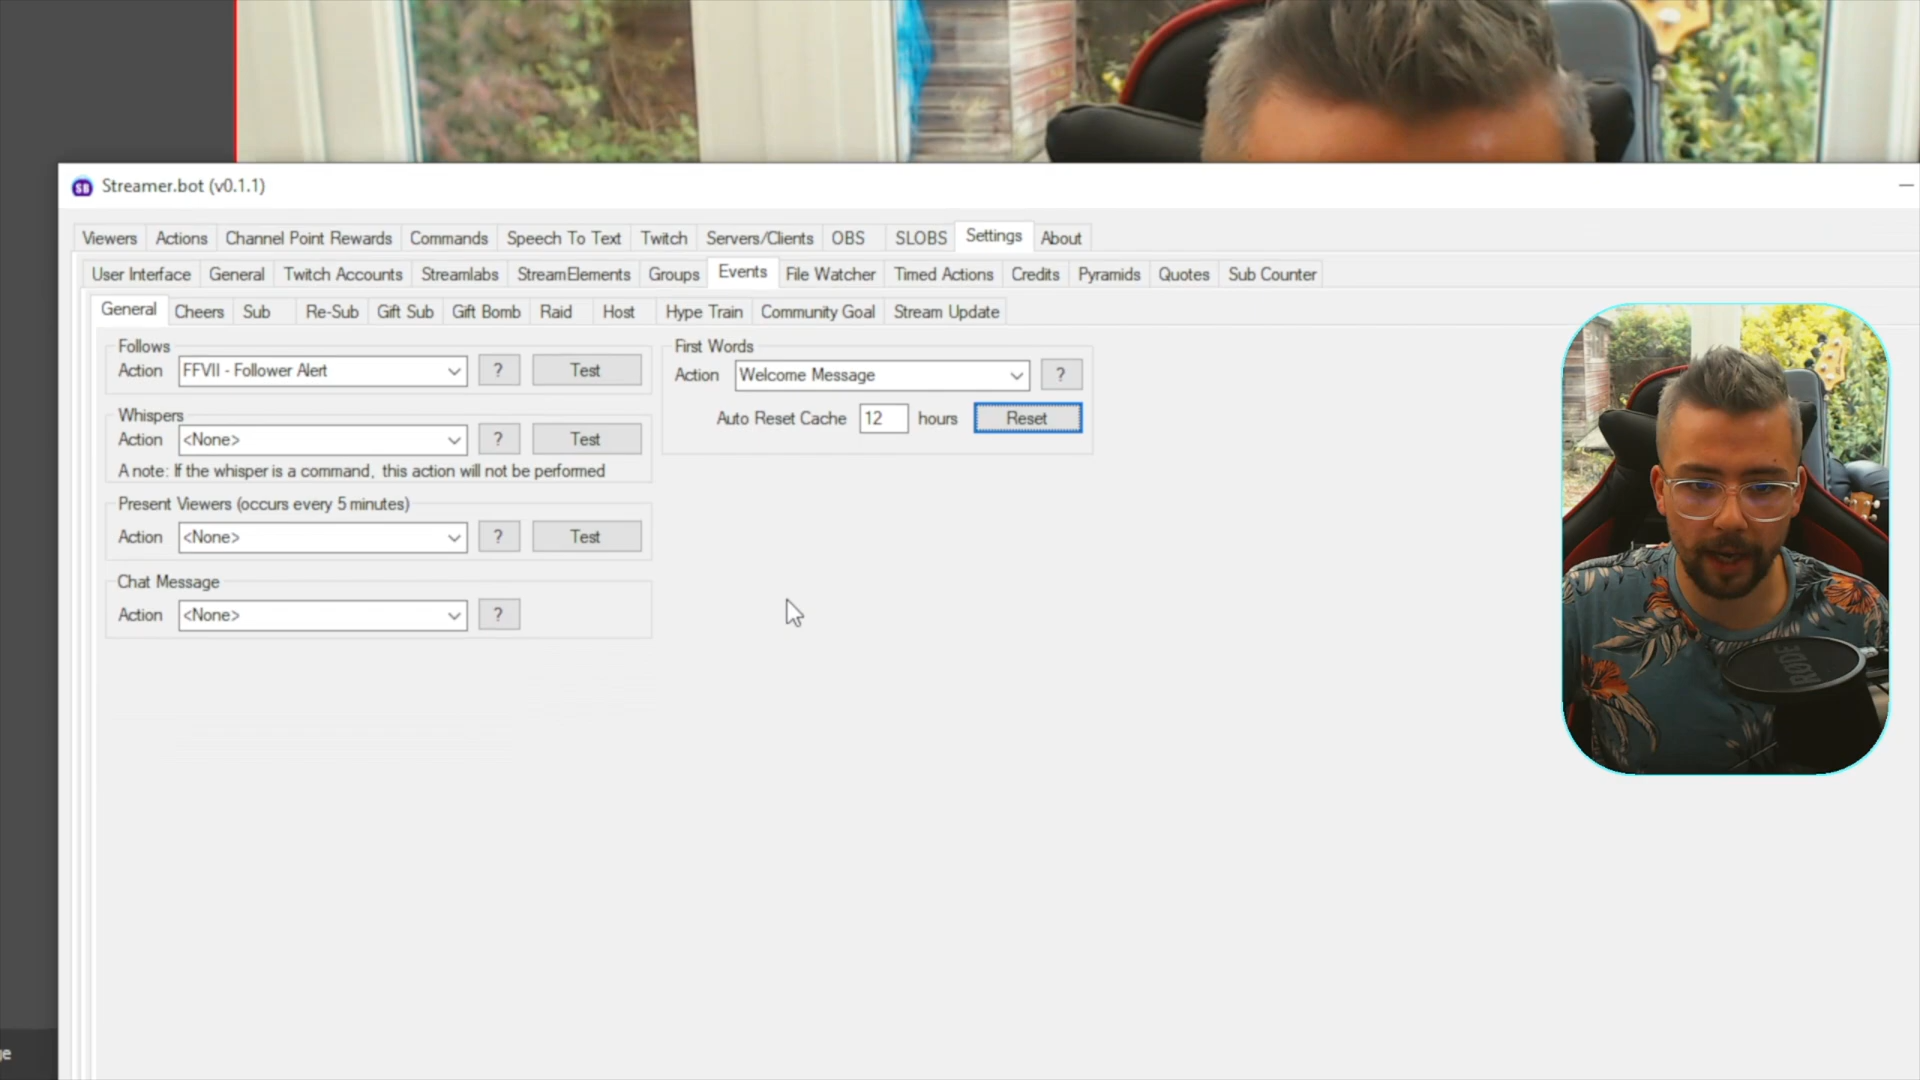 Streamer.bot (v0.1.1)
Viewers Actions Channel Point Rewards Commands Speech To Text Twitch Servers/Clients OBS SLOBS Settings About
User Interface General Twitch Accounts Streamlabs StreamElements Groups Events File Watcher Timed Actions Credits Pyramids Quotes Sub Counter
General Cheers Sub Re-Sub Gift Sub Gift Bomb Raid Host Hype Train Community Goal Stream Update
Follows
Action FFVII - Follower Alert ? Test
Whispers
Action <None> ? Test
A note: If the whisper is a command, this action will not be performed
Present Viewers (occurs every 5 minutes)
Action <None> ? Test
Chat Message
Action <None> ?
First Words
Action Welcome Message ?
Auto Reset Cache 12 hours Reset
RODE